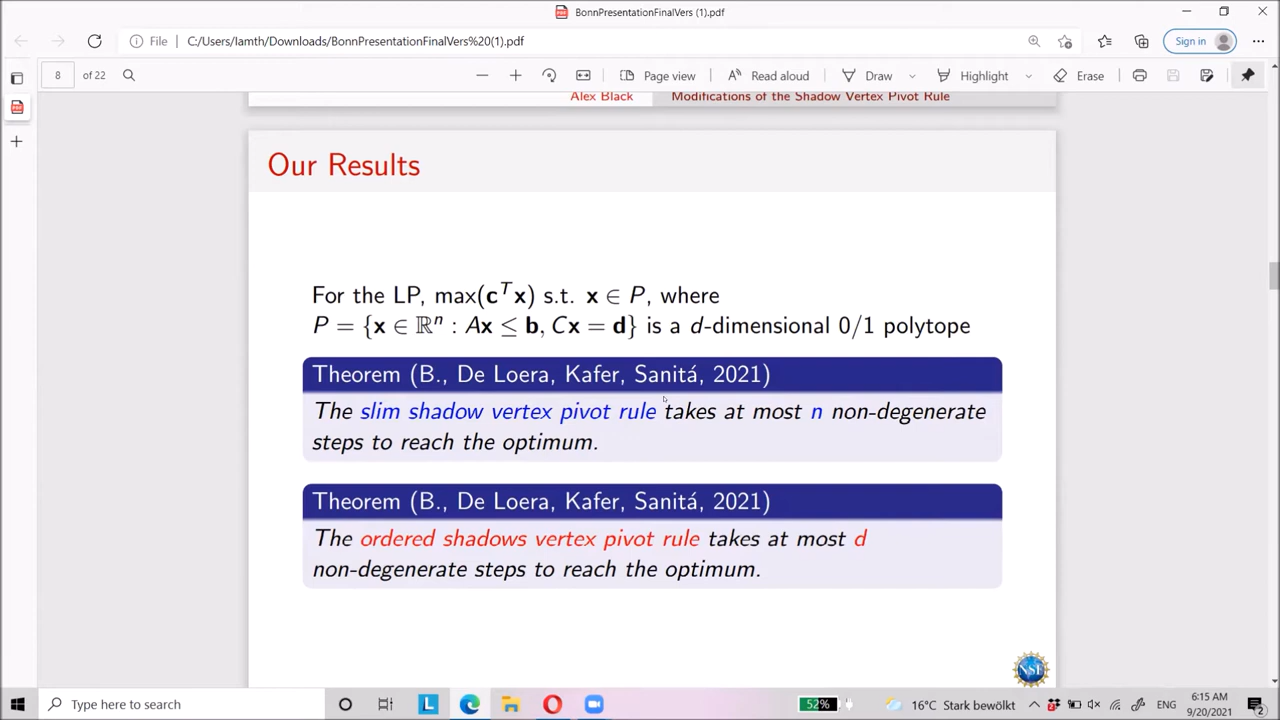 BonnPresentationFinalVers (1).pdf
File C:/Users/Iamth/Downloads/BonnPresentationFinalVers%20(1).pdf
Sign in
8 of 22
Page view
Read aloud
Draw
Highlight
Erase
Alex Black Modifications of the Shadow Vertex Pivot Rule
Our Results
For the LP, max(c^T x) s.t. x ∈ P, where
P = {x ∈ ℝ^n : Ax ≤ b, Cx = d} is a d-dimensional 0/1 polytope
Theorem (B., De Loera, Kafer, Sanitá, 2021)
The slim shadow vertex pivot rule takes at most n non-degenerate
steps to reach the optimum.
Theorem (B., De Loera, Kafer, Sanitá, 2021)
The ordered shadows vertex pivot rule takes at most d
non-degenerate steps to reach the optimum.
NSF
Type here to search
L
52%
16°C Stark bewölkt
ENG
6:15 AM
9/20/2021
2